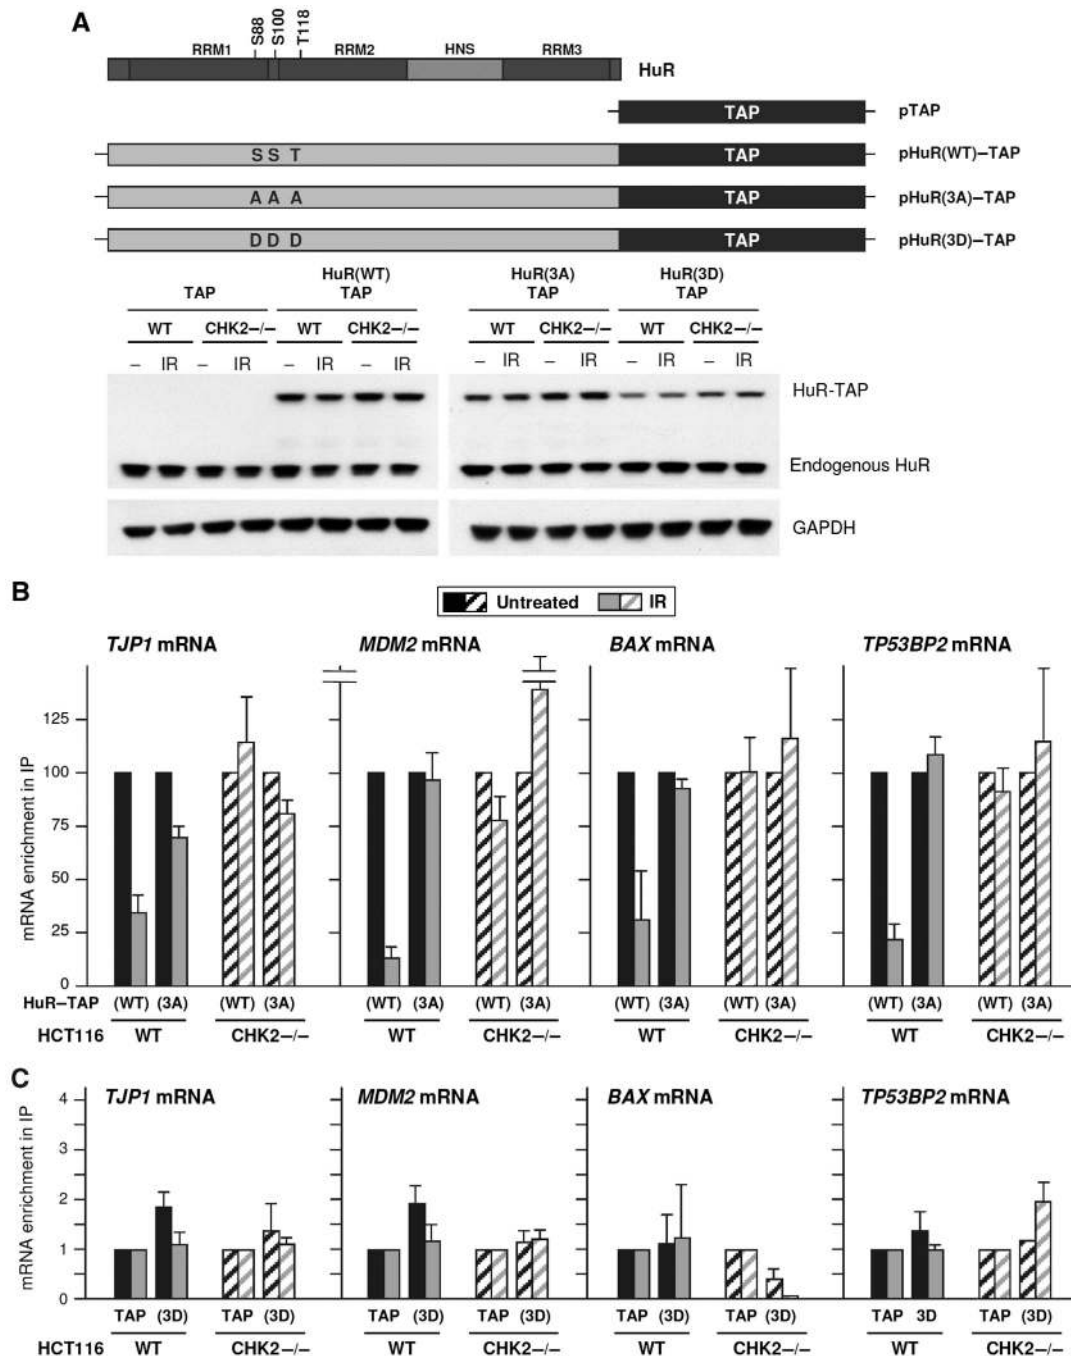 A
S88 S100 T118
RRM1 RRM2 HNS RRM3
HuR
TAP pTAP
S S T TAP pHuR(WT)–TAP
A A A TAP pHuR(3A)–TAP
D D D TAP pHuR(3D)–TAP
TAP HuR(WT) TAP HuR(3A) TAP HuR(3D) TAP
WT CHK2–/– WT CHK2–/– WT CHK2–/– WT CHK2–/–
– IR – IR – IR – IR – IR – IR – IR – IR
HuR-TAP
Endogenous HuR
GAPDH
B
Untreated IR
TJP1 mRNA MDM2 mRNA BAX mRNA TP53BP2 mRNA
mRNA enrichment in IP
125
100
75
50
25
0
HuR–TAP (WT) (3A) (WT) (3A) (WT) (3A) (WT) (3A) (WT) (3A) (WT) (3A) (WT) (3A) (WT) (3A)
HCT116 WT CHK2–/– WT CHK2–/– WT CHK2–/– WT CHK2–/–
C
TJP1 mRNA MDM2 mRNA BAX mRNA TP53BP2 mRNA
mRNA enrichment in IP
4
3
2
1
0
TAP (3D) TAP (3D) TAP (3D) TAP (3D) TAP (3D) TAP (3D) TAP 3D TAP (3D)
HCT116 WT CHK2–/– WT CHK2–/– WT CHK2–/– WT CHK2–/–